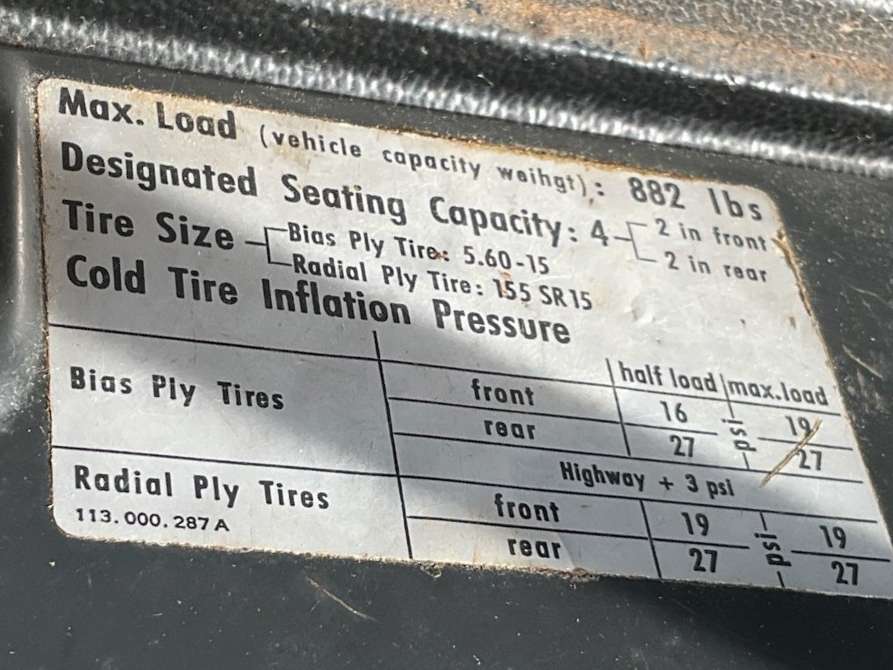 Max. Load (vehicle capacity weihgt): 882 lbs
Designated Seating Capacity: 4 2 in front
2 in rear
Tire Size Bias Ply Tire: 5.60-15
Radial Ply Tire: 155 SR 15
Cold Tire Inflation Pressure
half load max. load
Bias Ply Tires front 16 psi 19
rear 27 27
Highway + 3 psi
Radial Ply Tires front 19 psi 19
rear 27 27
113.000.287 A